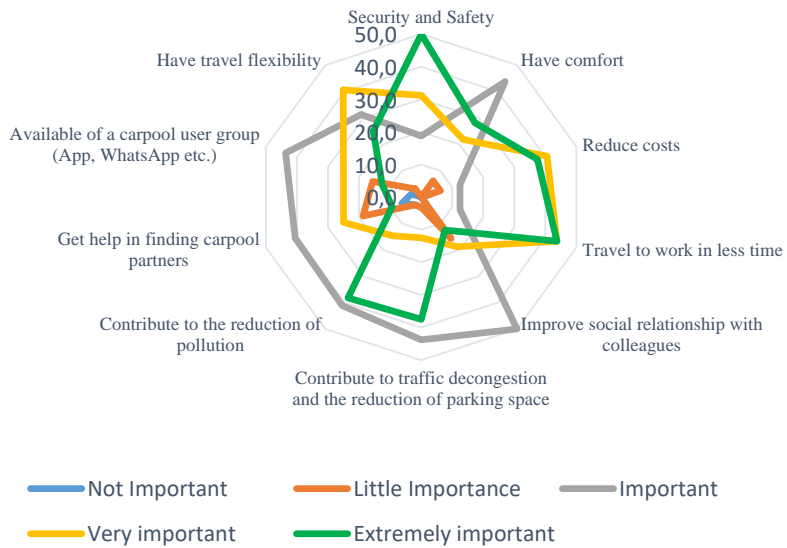 Security and Safety
50,0
40,0
30,0
20,0
10,0
0,0
Have comfort
Reduce costs
Travel to work in less time
Improve social relationship with
colleagues
Contribute to traffic decongestion
and the reduction of parking space
Contribute to the reduction of
pollution
Get help in finding carpool
partners
Available of a carpool user group
(App, WhatsApp etc.)
Have travel flexibility
Not Important
Little Importance
Important
Very important
Extremely important